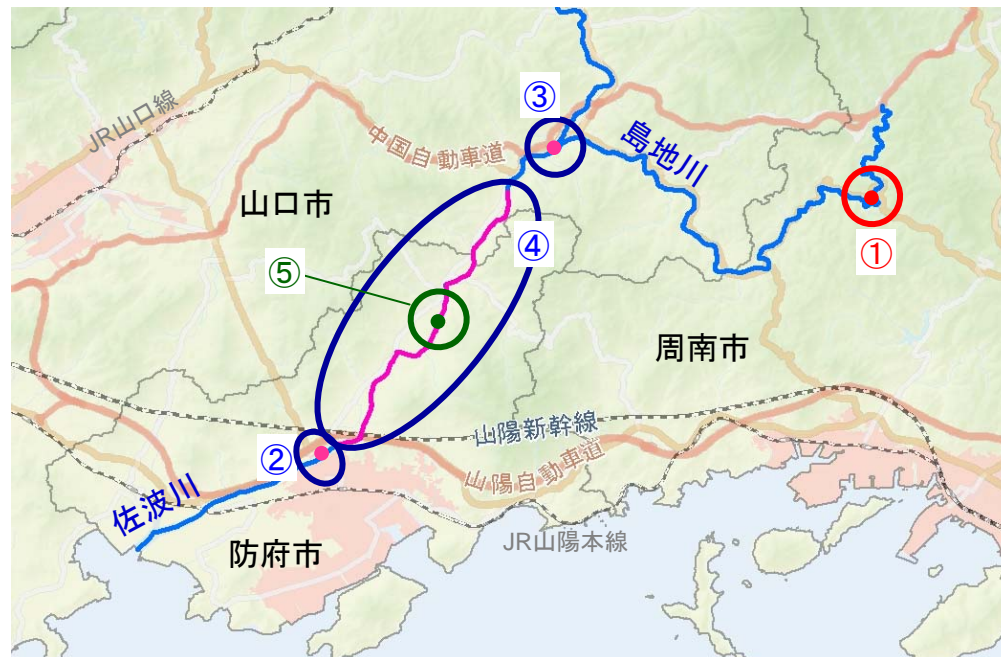 ③
JR山口線
中国自動車道
島地川
山口市
④
①
⑤
周南市
山陽新幹線
②
山陽自動車道
佐波川
JR山陽本線
防府市